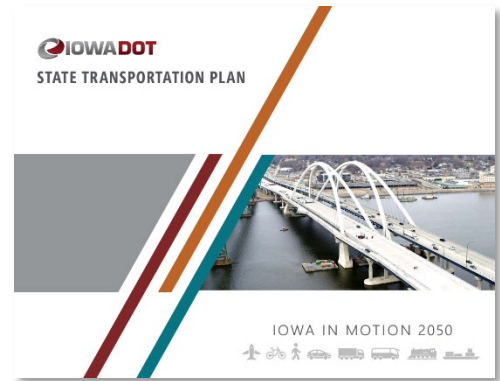 IOWADOT
STATE TRANSPORTATION PLAN
IOWA IN MOTION 2050